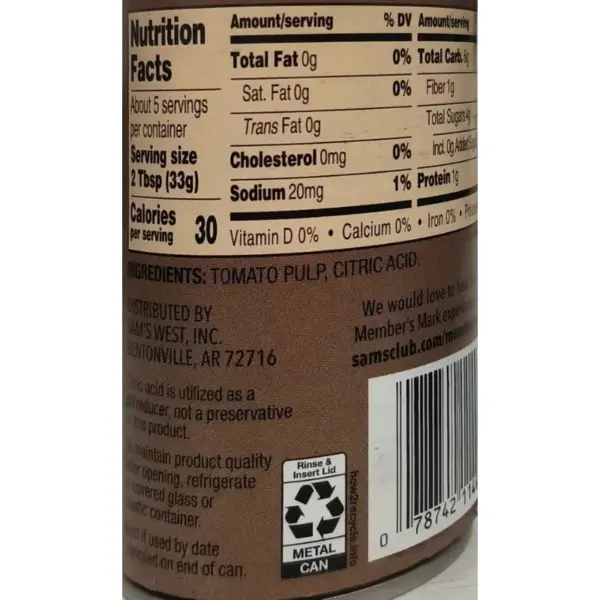 Nutrition
Facts
About 5 servings
per container
Serving size
2 Tbsp (33g)
Calories
per serving 30
Amount/serving % DV
Total Fat 0g 0%
Sat. Fat 0g 0%
Trans Fat 0g
Cholesterol 0mg 0%
Sodium 20mg 1%
Amount/serving
Total Carb.
Fiber 1g
Total Sugars 4g
Incl. 0g Added
Protein 1g
Vitamin D 0% • Calcium 0% • Iron 0% •
INGREDIENTS: TOMATO PULP, CITRIC ACID.
DISTRIBUTED BY
SAM'S WEST, INC.
BENTONVILLE, AR 72716
We would love to
Member's Mark
samsclub.com/
acid is utilized as a
reducer, not a preservative
this product.
maintain product quality
opening, refrigerate
covered glass or
container.
if used by date
on end of can.
Rinse &
Insert Lid
METAL
CAN
how2recycle.info
0 78742